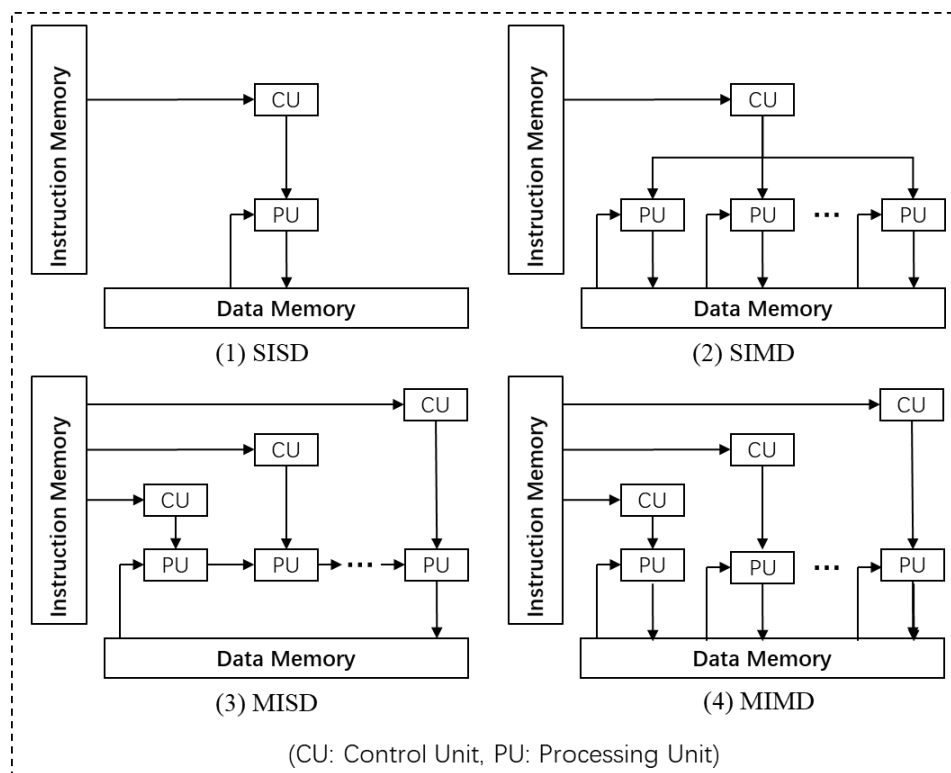 Instruction Memory
CU
PU
...
Data Memory
(1) SISD
Instruction Memory
CU
PU
PU
...
PU
Data Memory
(2) SIMD
Instruction Memory
CU
CU
CU
PU
PU
...
PU
Data Memory
(3) MISD
Instruction Memory
CU
CU
CU
PU
PU
...
PU
Data Memory
(4) MIMD
(CU: Control Unit, PU: Processing Unit)